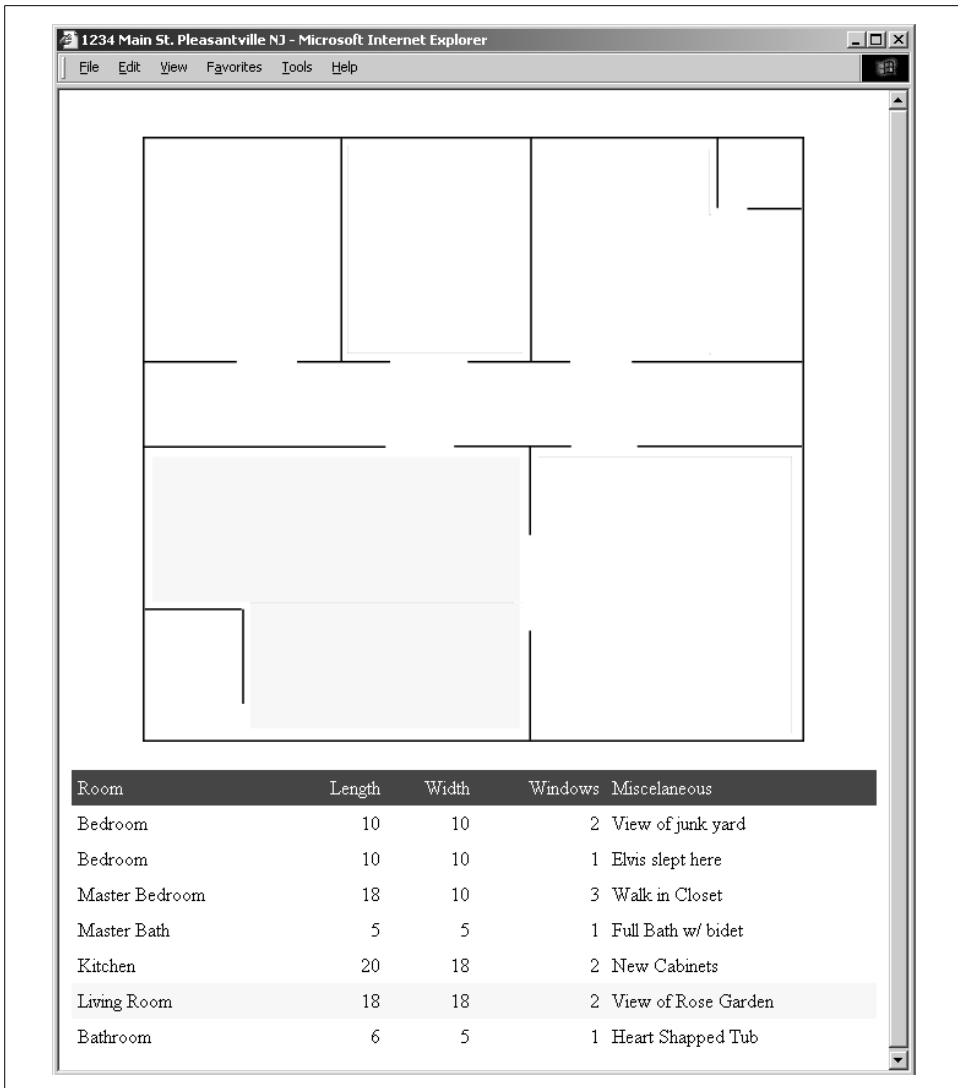 1234 Main St. Pleasantville NJ - Microsoft Internet Explorer
File Edit View Favorites Tools Help
Room Length Width Windows Miscelaneous
Bedroom 10 10 2 View of junk yard
Bedroom 10 10 1 Elvis slept here
Master Bedroom 18 10 3 Walk in Closet
Master Bath 5 5 1 Full Bath w/ bidet
Kitchen 20 18 2 New Cabinets
Living Room 18 18 2 View of Rose Garden
Bathroom 6 5 1 Heart Shapped Tub